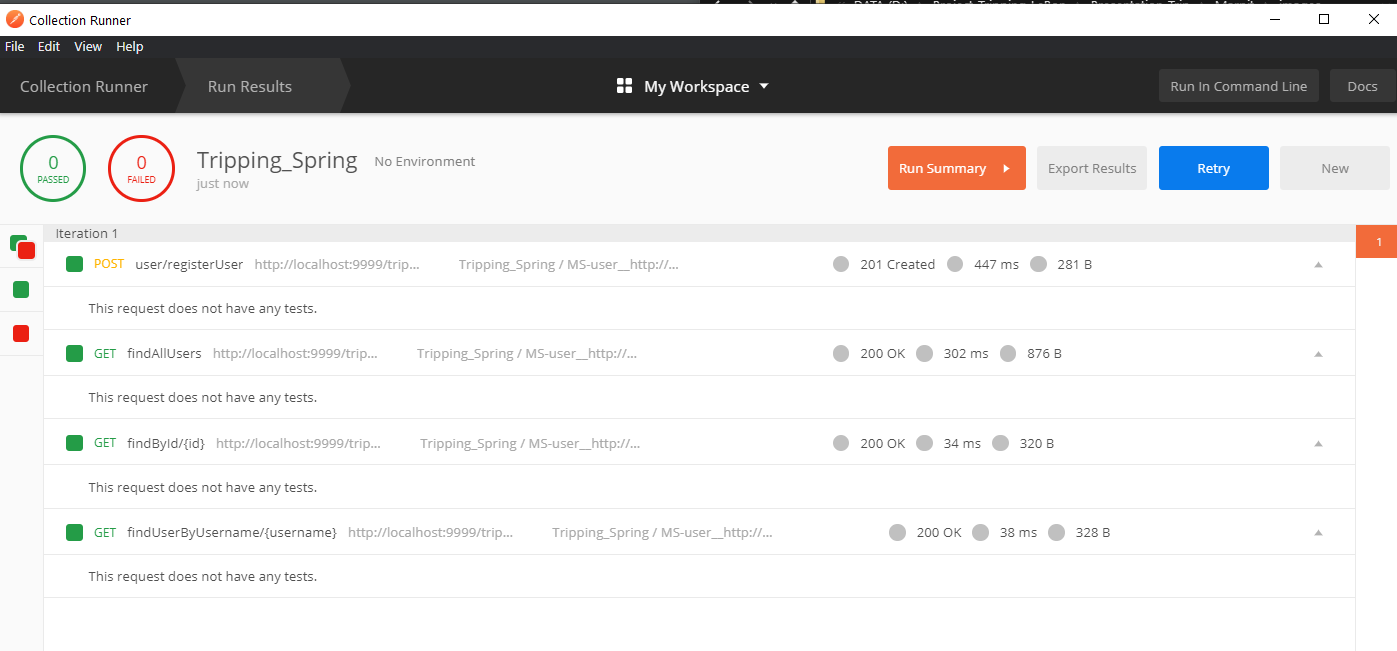 Collection Runner
File Edit View Help
Collection Runner Run Results My Workspace Run In Command Line Docs
0 PASSED
0 FAILED
Tripping_Spring No Environment
just now
Run Summary Export Results Retry New
Iteration 1
1
POST user/registerUser http://localhost:9999/trip... Tripping_Spring / MS-user__http://... 201 Created 447 ms 281 B
This request does not have any tests.
GET findAllUsers http://localhost:9999/trip... Tripping_Spring / MS-user__http://... 200 OK 302 ms 876 B
This request does not have any tests.
GET findById/{id} http://localhost:9999/trip... Tripping_Spring / MS-user__http://... 200 OK 34 ms 320 B
This request does not have any tests.
GET findUserByUsername/{username} http://localhost:9999/trip... Tripping_Spring / MS-user__http://... 200 OK 38 ms 328 B
This request does not have any tests.